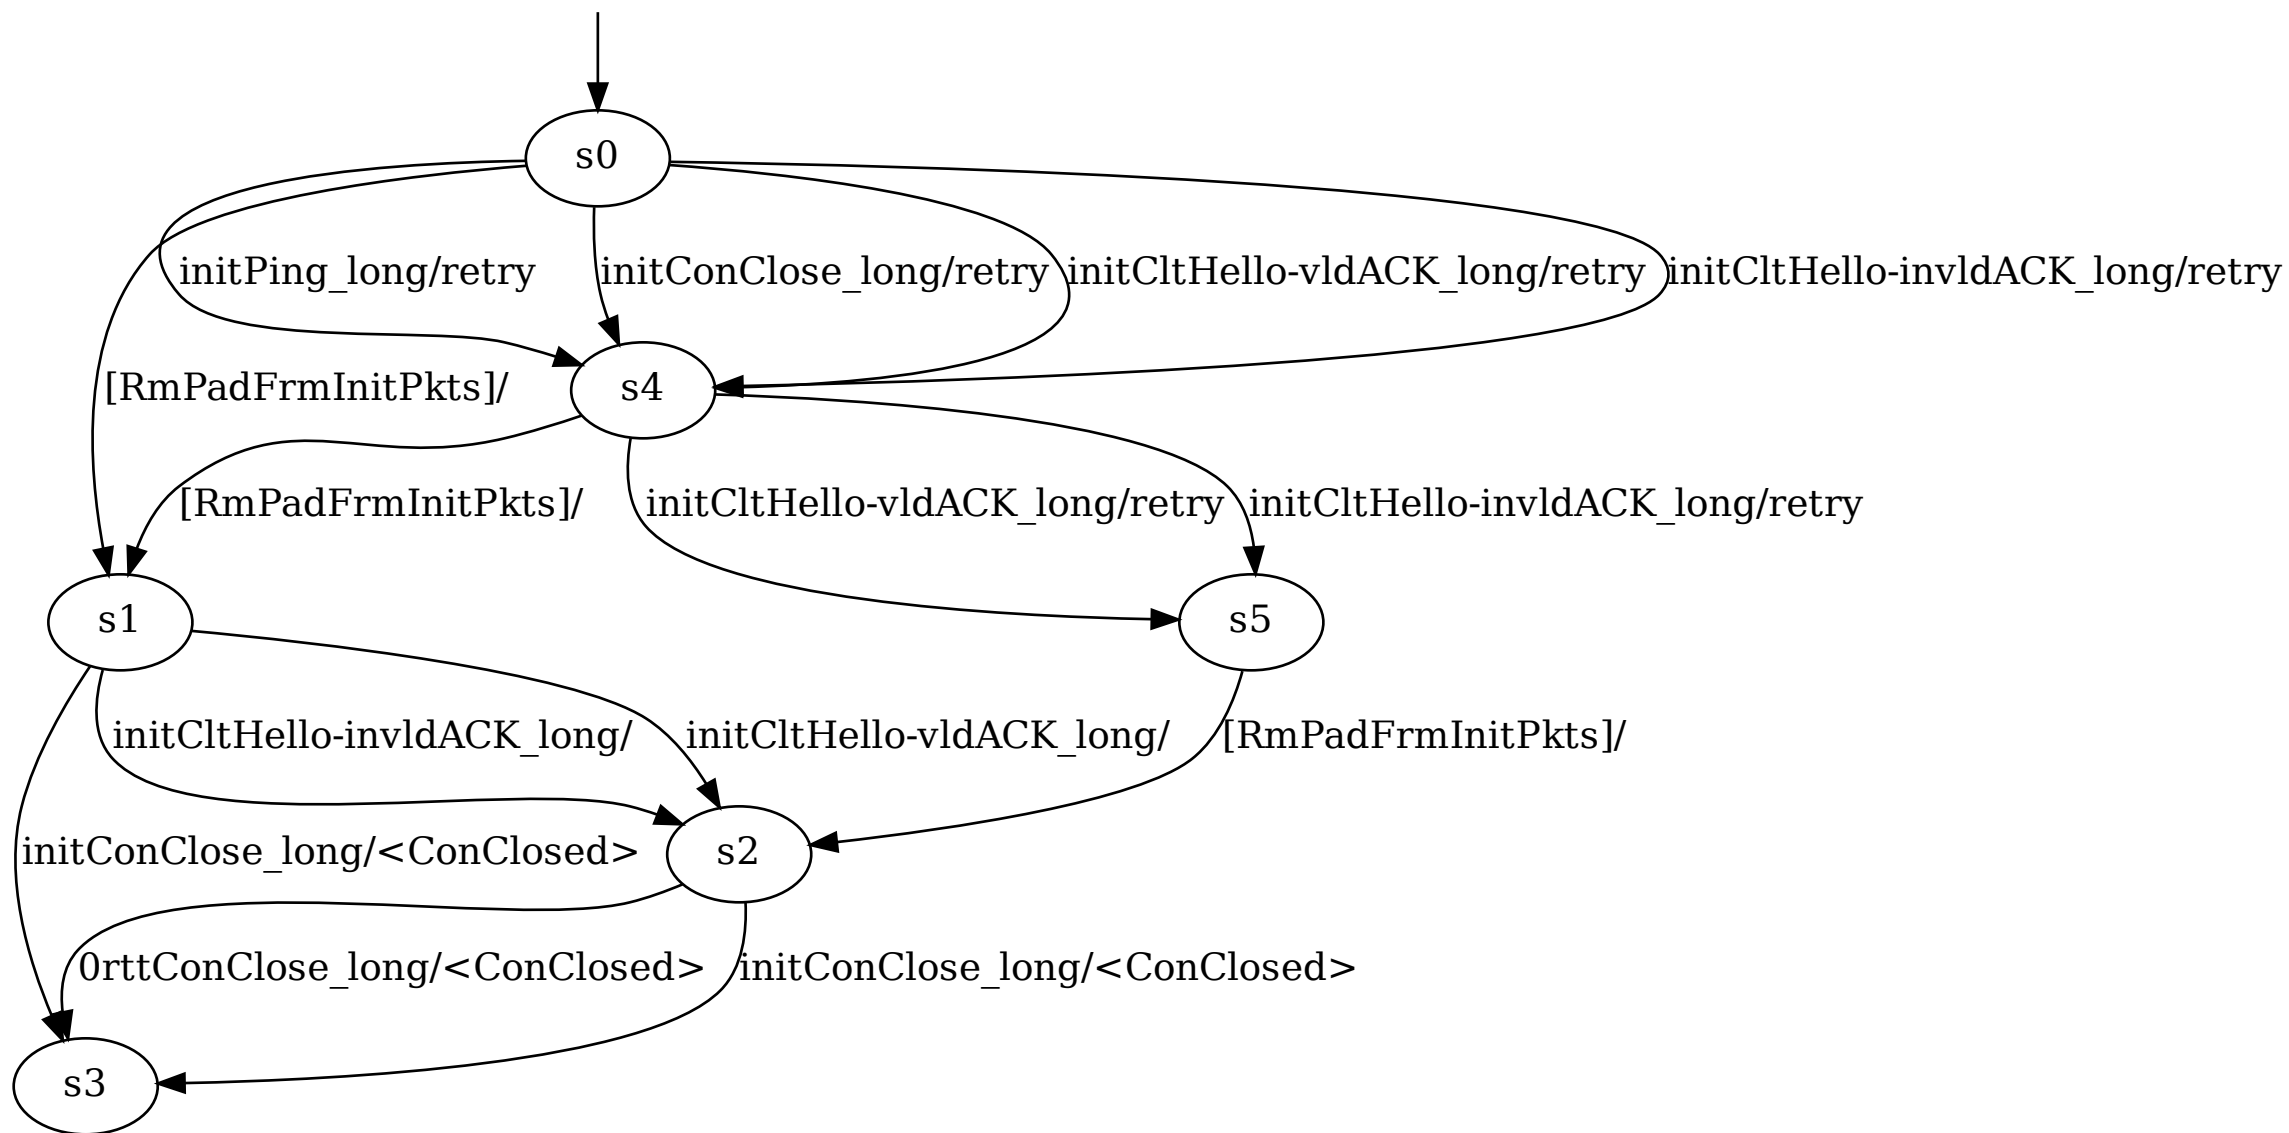 s0
initPing_long/retry
initConClose_long/retry
initCltHello-vldACK_long/retry
initCltHello-invldACK_long/retry
[RmPadFrmInitPkts]/
s4
[RmPadFrmInitPkts]/
initCltHello-vldACK_long/retry
initCltHello-invldACK_long/retry
s1
s5
initCltHello-invldACK_long/
initCltHello-vldACK_long/
[RmPadFrmInitPkts]/
initConClose_long/<ConClosed>
s2
0rttConClose_long/<ConClosed>
initConClose_long/<ConClosed>
s3